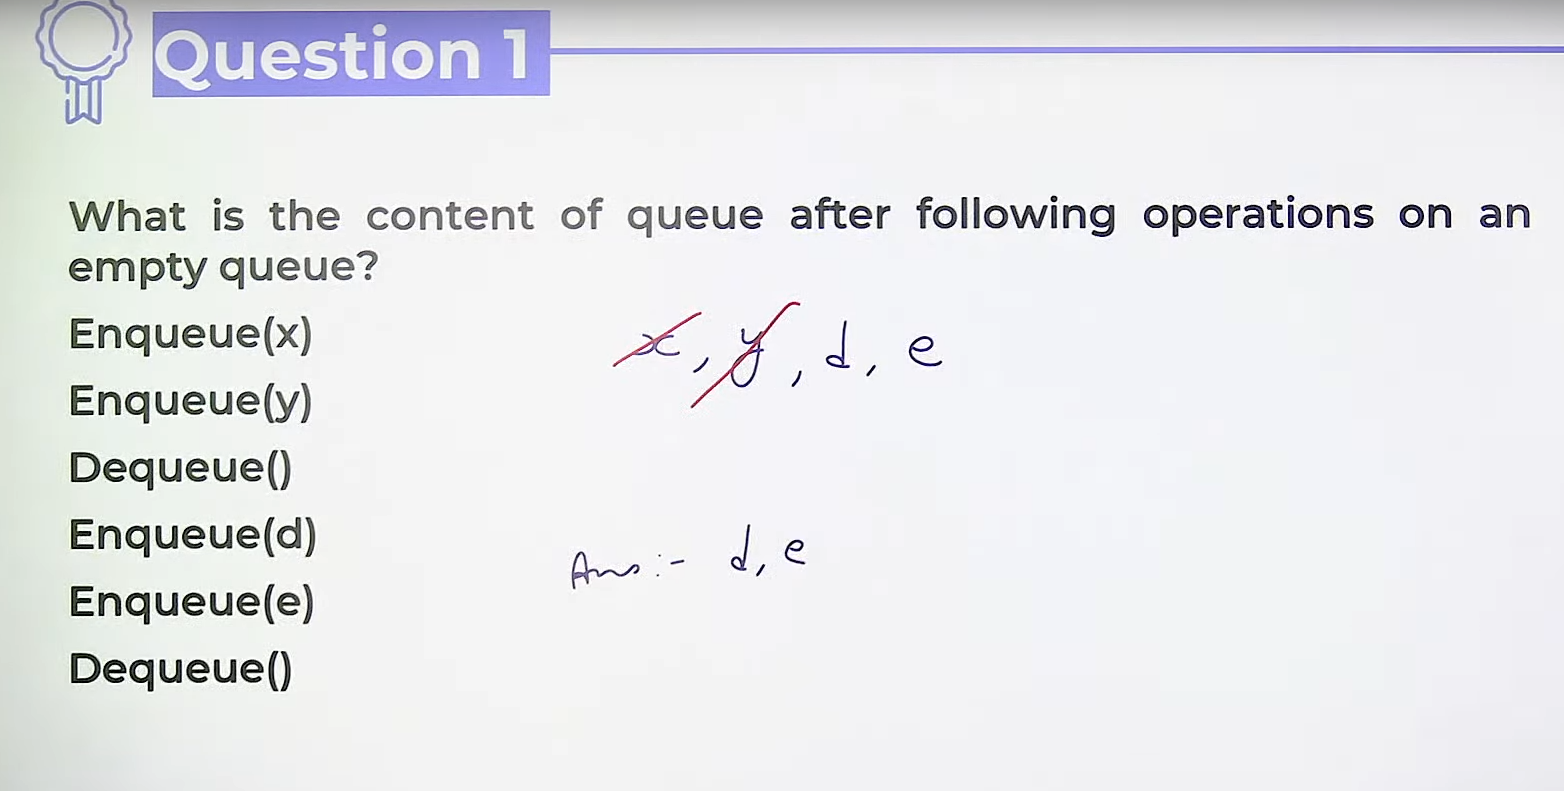 Question 1
What is the content of queue after following operations on an
empty queue?
Enqueue(x)
x, y, d, e
Enqueue(y)
Dequeue()
Enqueue(d)
Ans :- d, e
Enqueue(e)
Dequeue()